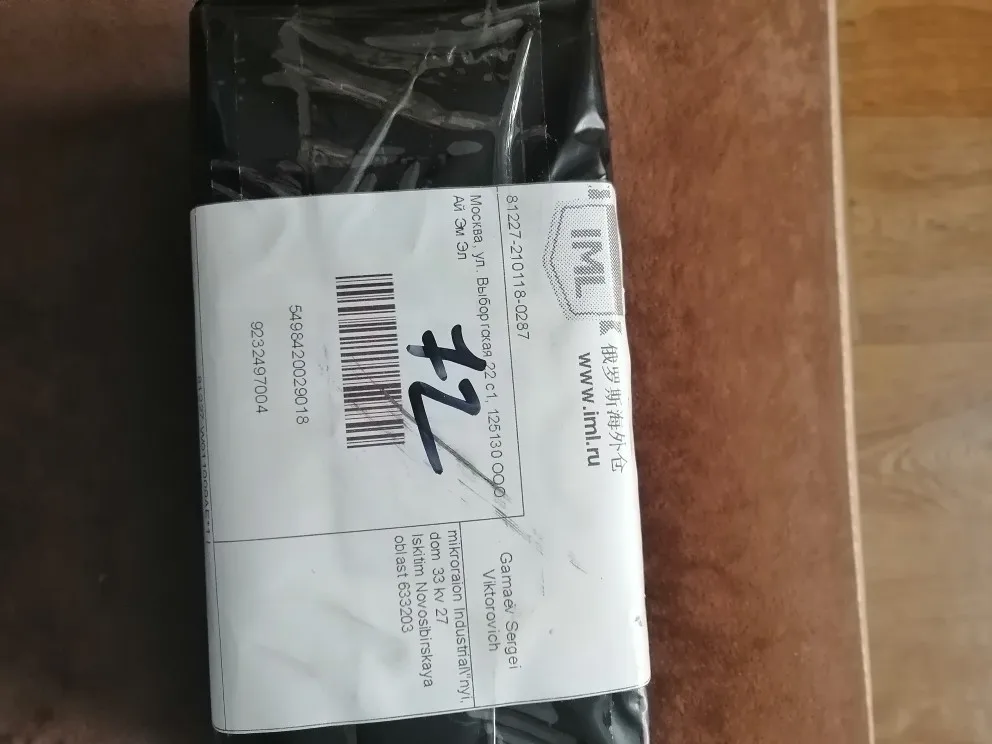 IML
俄罗斯海外仓
www.iml.ru
81227-210118-0287
Москва, ул. Выборгская 22 с1, 125130 ООО
Ай Эм Эл
72
5498420029018
9232497004
Gamaev Sergei
Viktorovich
mikroraion Industrial\"nyi,
dom 33 kv 27
Iskitim Novosibirskaya
oblast 633203